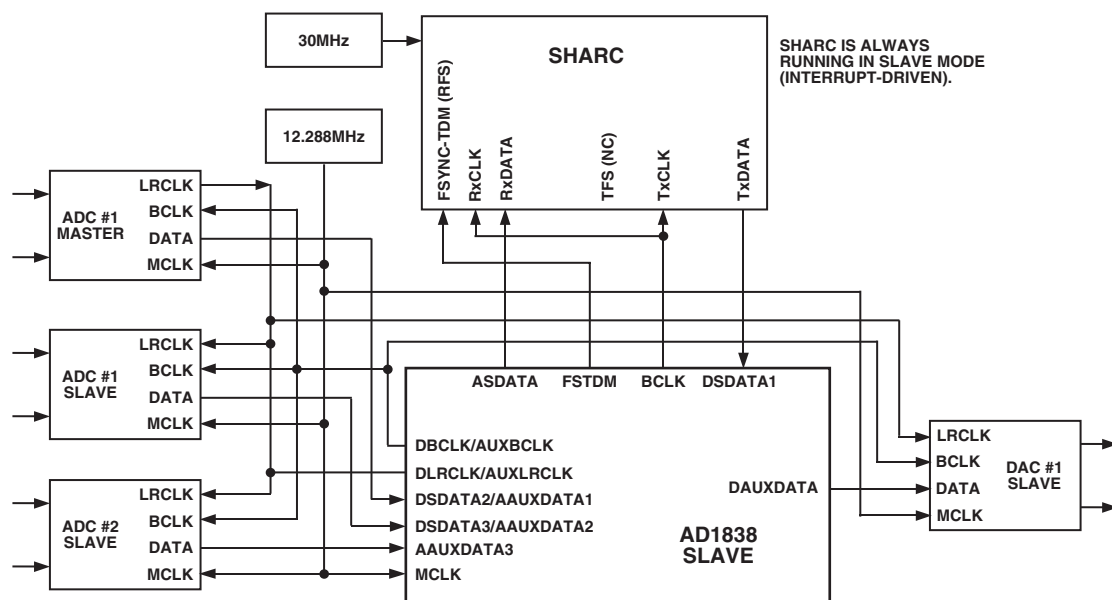 30MHz
SHARC
SHARC IS ALWAYS
RUNNING IN SLAVE MODE
(INTERRUPT-DRIVEN).
12.288MHz
FSYNC-TDM (RFS)
RxCLK
RxDATA
TFS (NC)
TxCLK
TxDATA
ADC #1
MASTER
LRCLK
BCLK
DATA
MCLK
ADC #1
SLAVE
LRCLK
BCLK
DATA
MCLK
ADC #2
SLAVE
LRCLK
BCLK
DATA
MCLK
ASDATA
FSTDM
BCLK
DSDATA1
DBCLK/AUXBCLK
DLRCLK/AUXLRCLK
DSDATA2/AAUXDATA1
DSDATA3/AAUXDATA2
AAUXDATA3
MCLK
DAUXDATA
AD1838
SLAVE
LRCLK
BCLK
DATA
MCLK
DAC #1
SLAVE